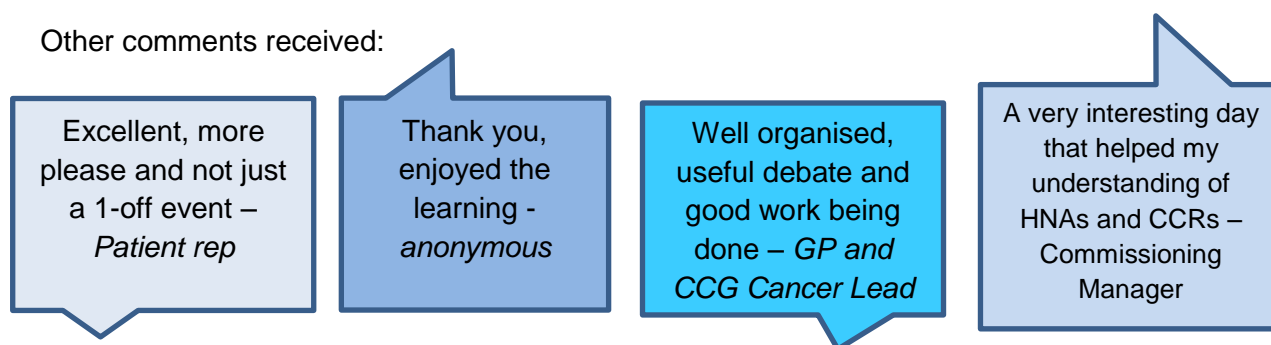 Other comments received:
Excellent, more
please and not just
a 1-off event –
Patient rep
Thank you,
enjoyed the
learning -
anonymous
Well organised,
useful debate and
good work being
done – GP and
CCG Cancer Lead
A very interesting day
that helped my
understanding of
HNAs and CCRs –
Commissioning
Manager